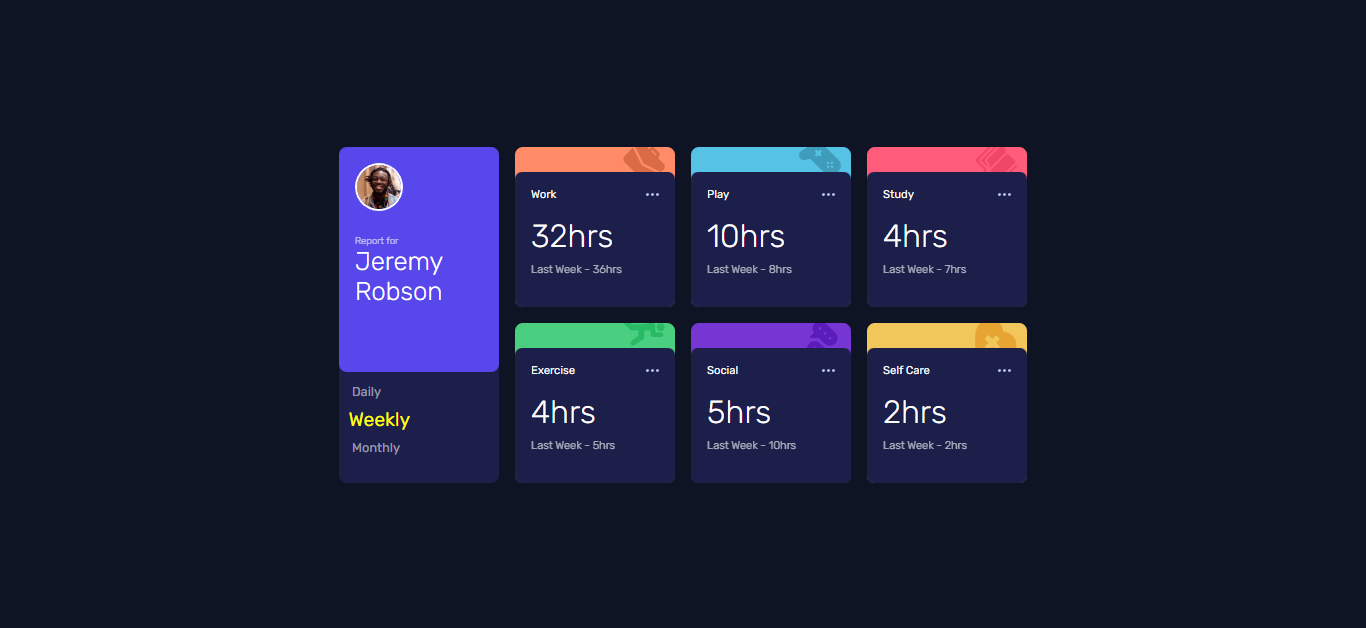 Report for
Jeremy
Robson
Daily
Weekly
Monthly
Work
32hrs
Last Week - 36hrs
Play
10hrs
Last Week - 8hrs
Study
4hrs
Last Week - 7hrs
Exercise
4hrs
Last Week - 5hrs
Social
5hrs
Last Week - 10hrs
Self Care
2hrs
Last Week - 2hrs